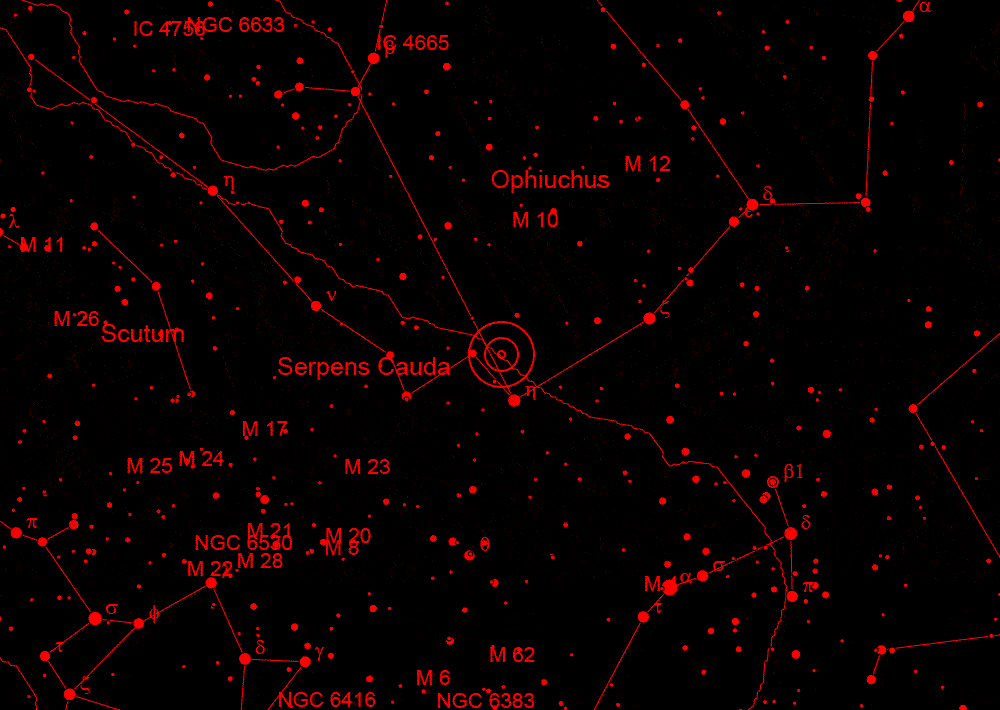 α
IC 4756
NGC 6633
IC 4665
β
M 12
Ophiuchus
η
δ
ε
M 10
λ
M 11
ν
ζ
M 26
Scutum
Serpens Cauda
η
M 17
M 25
M 24
M 23
β1
π
δ
M 21
M 20
NGC 6530
M 8
θ
M 28
M 22
λ
σ
α
M 4
π
σ
φ
τ
δ
γ
τ
M 62
ζ
M 6
NGC 6416
NGC 6383